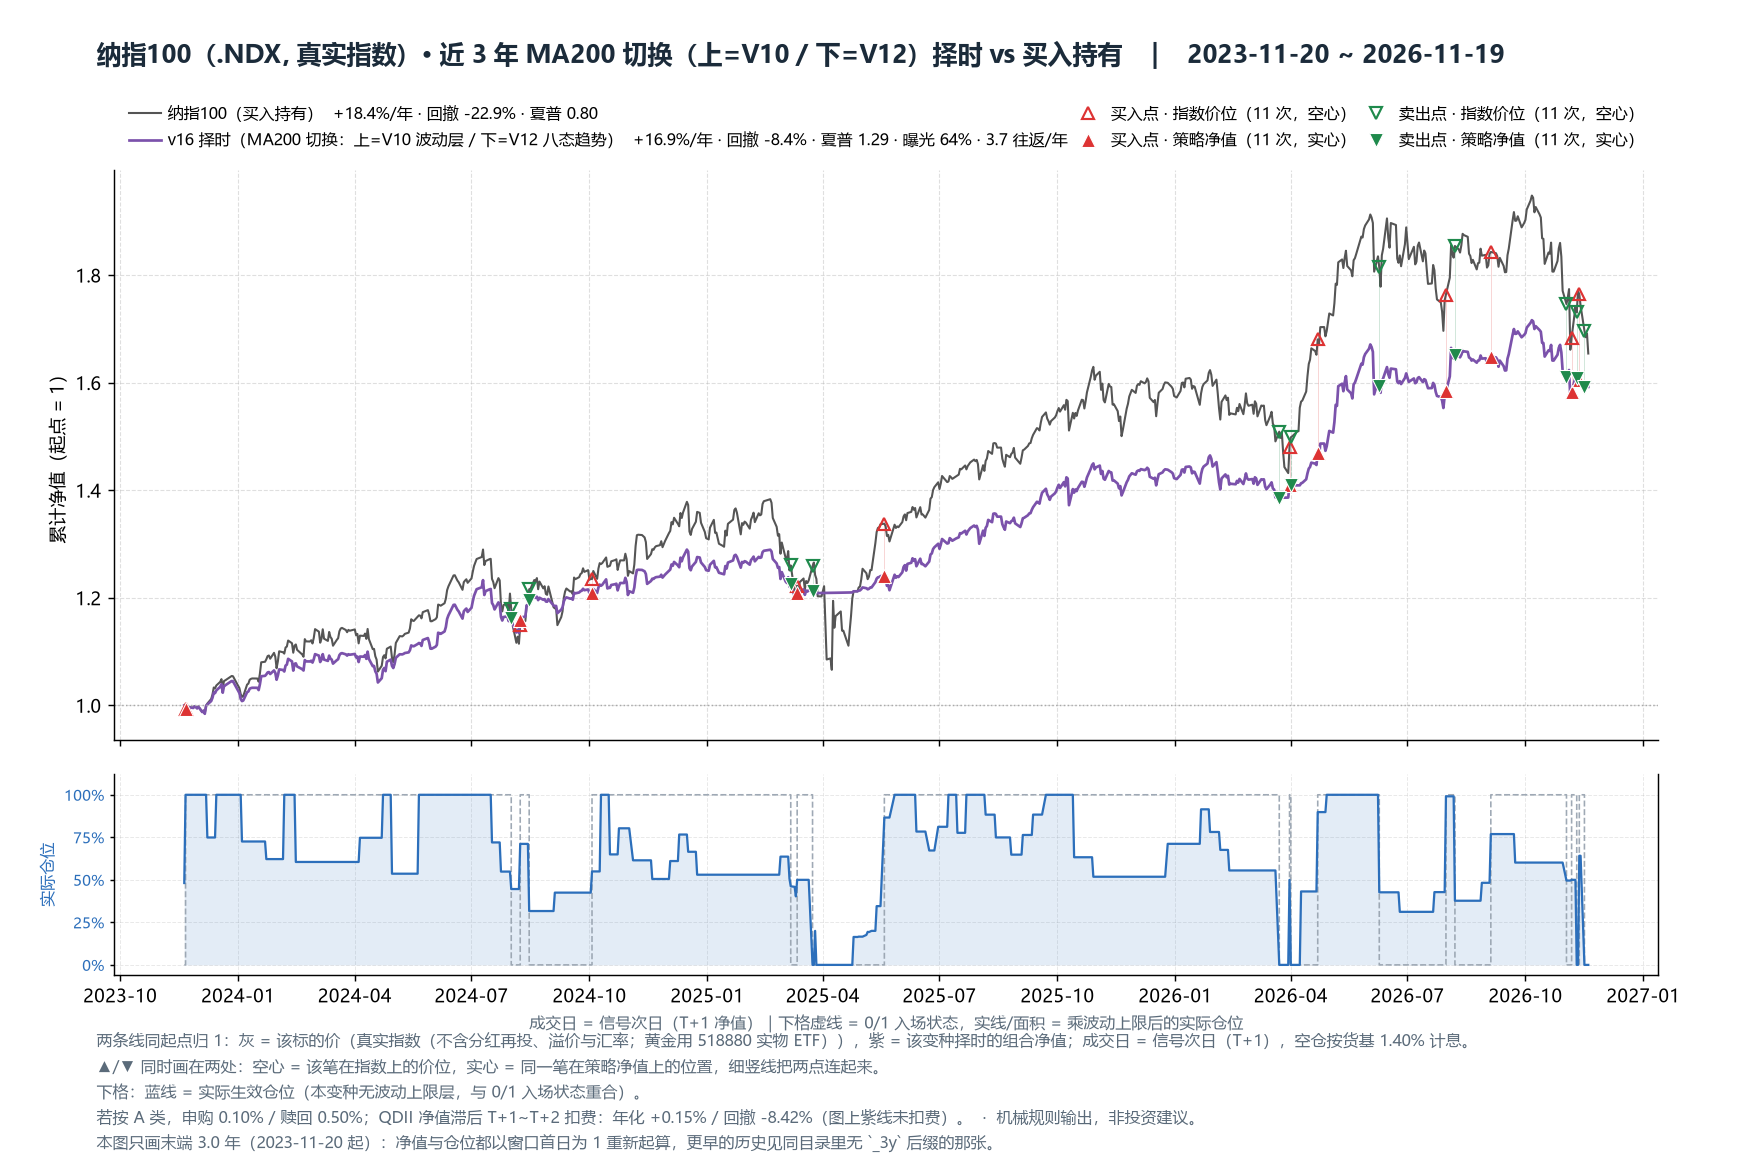 纳指100（.NDX, 真实指数）· 近 3 年 MA200 切换（上=V10 / 下=V12）择时 vs 买入持有 | 2023-11-20 ~ 2026-11-19
纳指100（买入持有） +18.4%/年 · 回撤 -22.9% · 夏普 0.80
v16 择时（MA200 切换：上=V10 波动层 / 下=V12 八态趋势） +16.9%/年 · 回撤 -8.4% · 夏普 1.29 · 曝光 64% · 3.7 往返/年
买入点 · 指数价位（11 次，空心）
买入点 · 策略净值（11 次，实心）
卖出点 · 指数价位（11 次，空心）
卖出点 · 策略净值（11 次，实心）
累计净值（起点 = 1）
1.8
1.6
1.4
1.2
1.0
实际仓位
100%
75%
50%
25%
0%
2023-10 2024-01 2024-04 2024-07 2024-10 2025-01 2025-04 2025-07 2025-10 2026-01 2026-04 2026-07 2026-10 2027-01
成交日 = 信号次日（T+1 净值）｜下格虚线 = 0/1 入场状态，实线/面积 = 乘波动上限后的实际仓位
两条线同起点归 1：灰 = 该标的价（真实指数（不含分红再投、溢价与汇率；黄金用 518880 实物 ETF）），紫 = 该变种择时的组合净值；成交日 = 信号次日（T+1），空仓按货基 1.40% 计息。
▲/▼ 同时画在两处：空心 = 该笔在指数上的价位，实心 = 同一笔在策略净值上的位置，细竖线把两点连起来。
下格：蓝线 = 实际生效仓位（本变种无波动上限层，与 0/1 入场状态重合）。
若按 A 类，申购 0.10% / 赎回 0.50%；QDII 净值滞后 T+1~T+2 扣费：年化 +0.15% / 回撤 -8.42%（图上紫线未扣费）。 · 机械规则输出，非投资建议。
本图只画末端 3.0 年（2023-11-20 起）：净值与仓位都以窗口首日为 1 重新起算，更早的历史见同目录里无 `_3y` 后缀的那张。